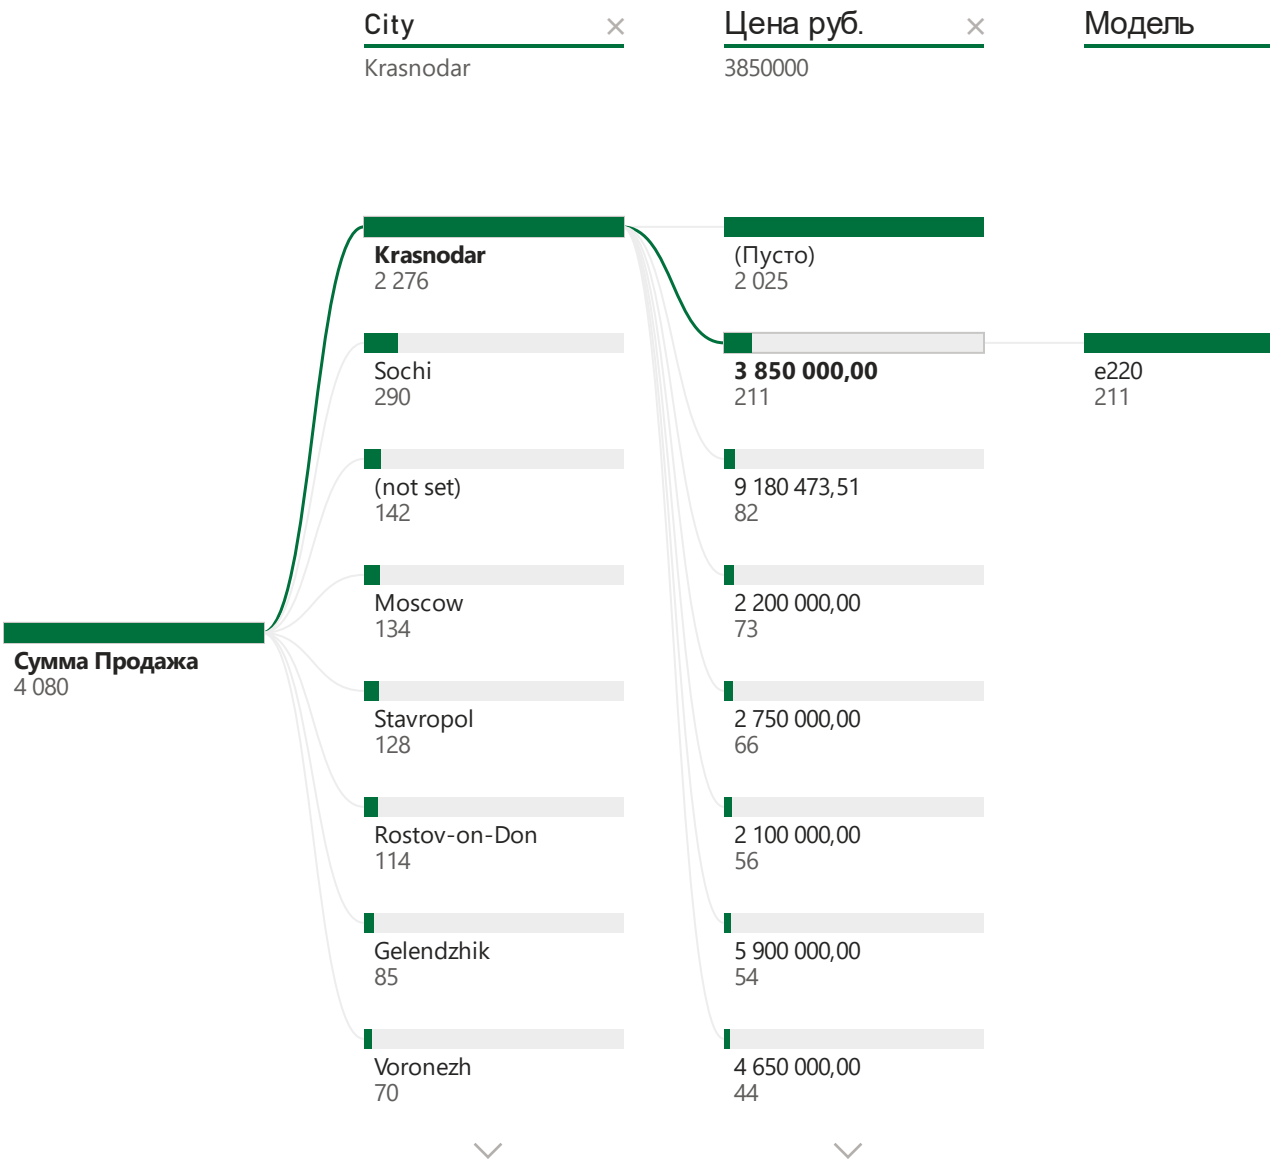 City
Krasnodar
Цена руб.
3850000
Модель
Сумма Продажа
4 080
Krasnodar
2 276
Sochi
290
(not set)
142
Moscow
134
Stavropol
128
Rostov-on-Don
114
Gelendzhik
85
Voronezh
70
(Пусто)
2 025
3 850 000,00
211
9 180 473,51
82
2 200 000,00
73
2 750 000,00
66
2 100 000,00
56
5 900 000,00
54
4 650 000,00
44
e220
211